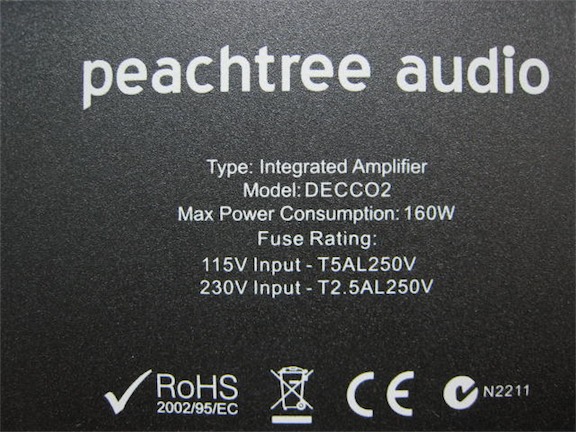 peachtree audio
Type: Integrated Amplifier
Model: DECCO2
Max Power Consumption: 160W
Fuse Rating:
115V Input - T5AL250V
230V Input - T2.5AL250V
RoHS
2002/95/EC
CE
N2211